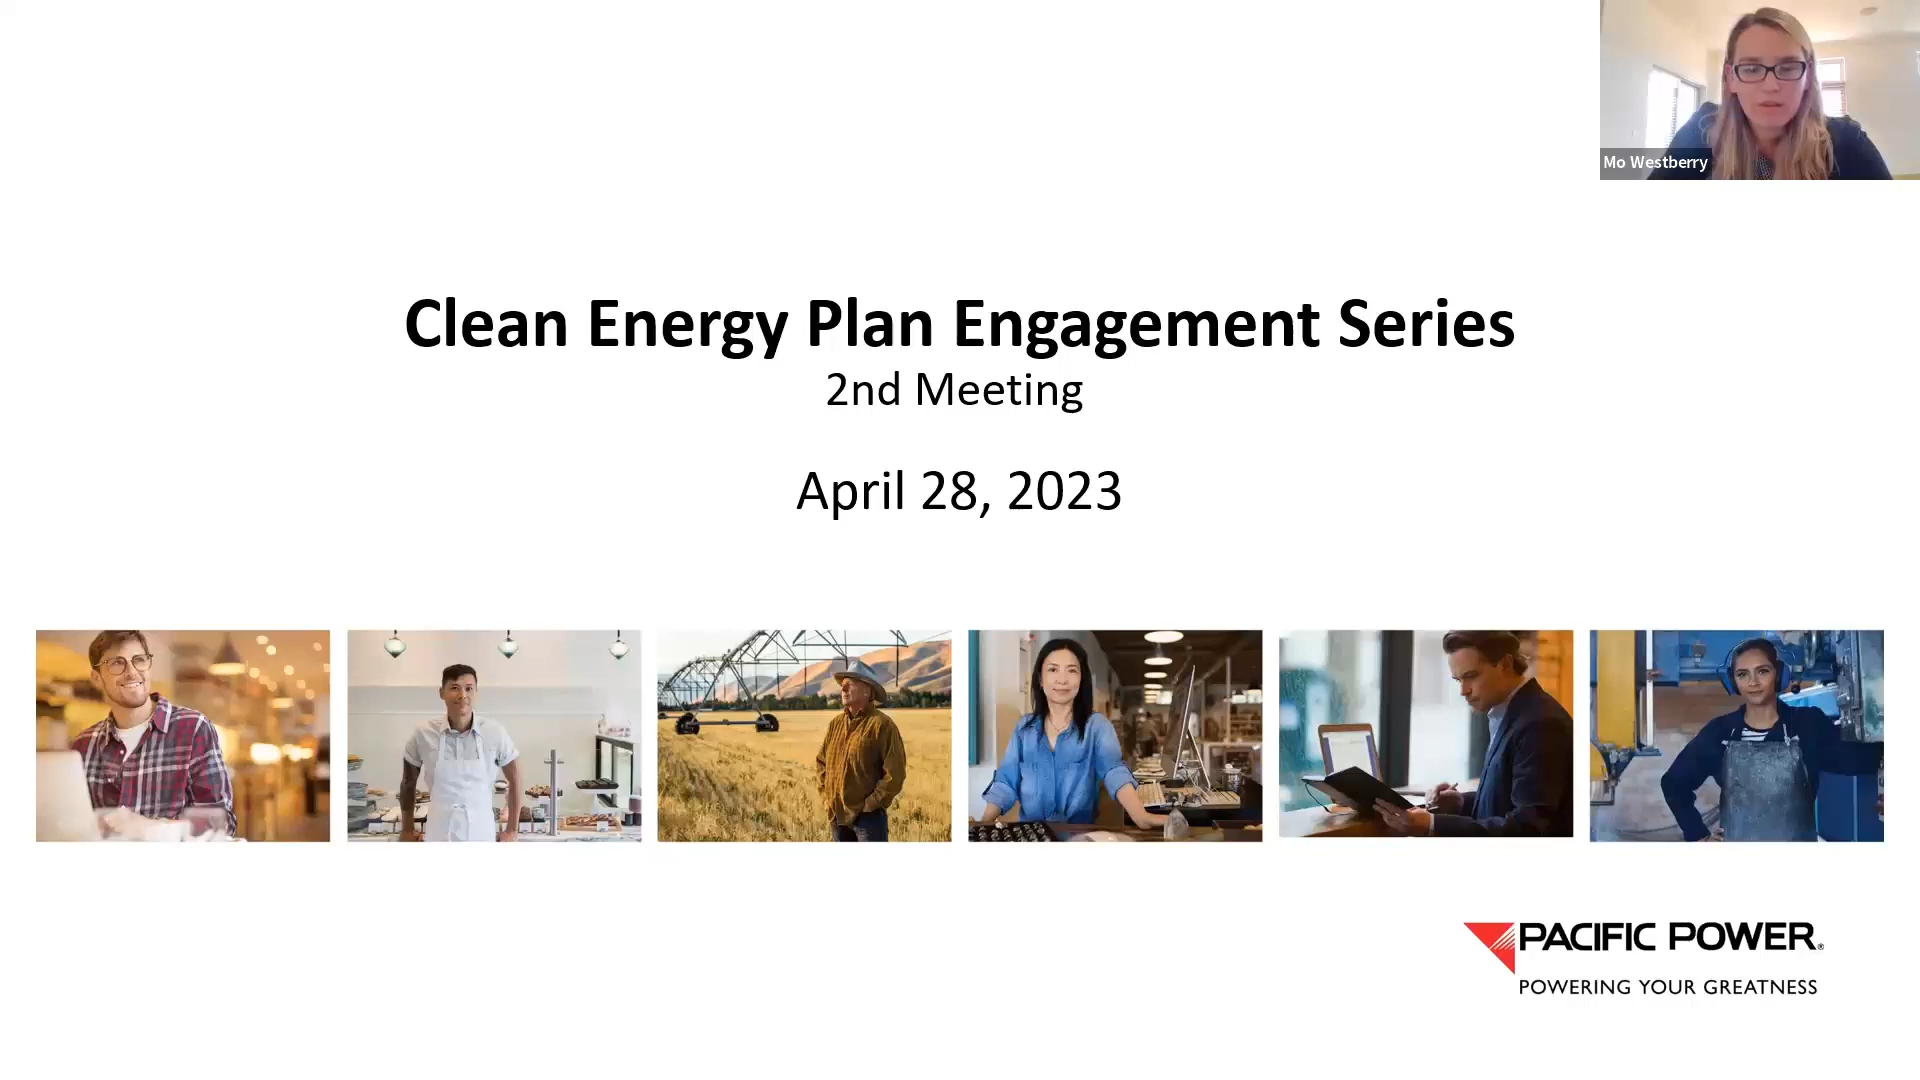 Mo Westberry
Clean Energy Plan Engagement Series
2nd Meeting
April 28, 2023
PACIFIC POWER®
POWERING YOUR GREATNESS